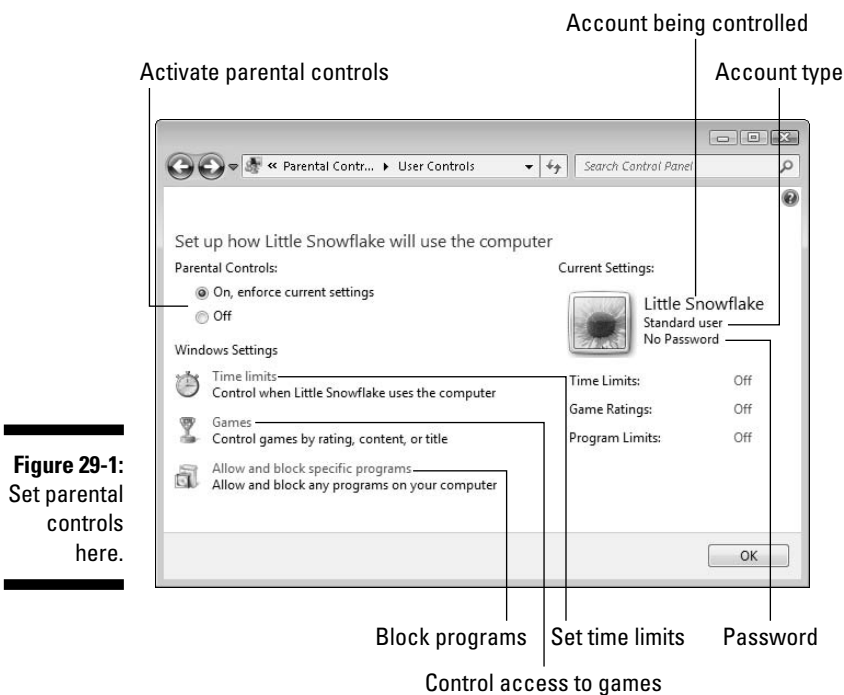 Account being controlled
Activate parental controls
Account type
« Parental Contr... ▸ User Controls
Search Control Panel
Set up how Little Snowflake will use the computer
Parental Controls:
Current Settings:
On, enforce current settings
Off
Little Snowflake
Standard user
No Password
Windows Settings
Time limits
Control when Little Snowflake uses the computer
Time Limits: Off
Games
Control games by rating, content, or title
Game Ratings: Off
Program Limits: Off
Allow and block specific programs
Allow and block any programs on your computer
Figure 29-1:
Set parental
controls
here.
OK
Block programs
Set time limits
Password
Control access to games